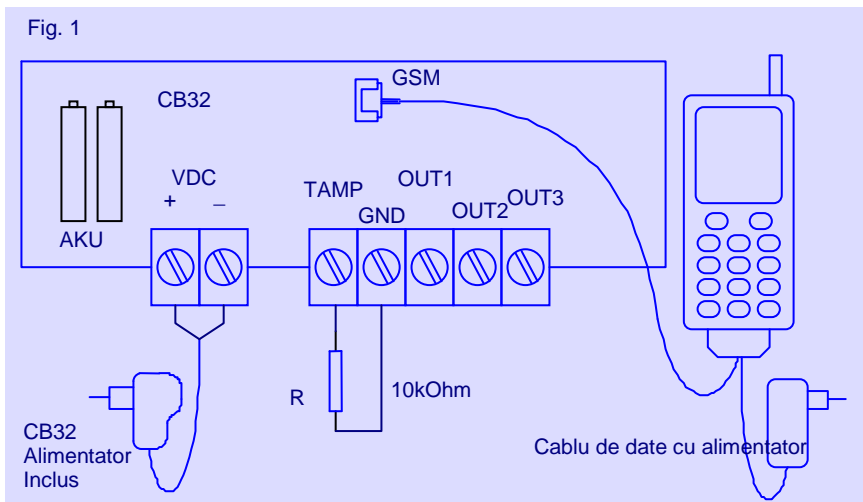 Fig. 1
GSM
CB32
VDC
+ –
TAMP
OUT1
GND
OUT2
OUT3
AKU
R
10kOhm
CB32
Alimentator
Inclus
Cablu de date cu alimentator